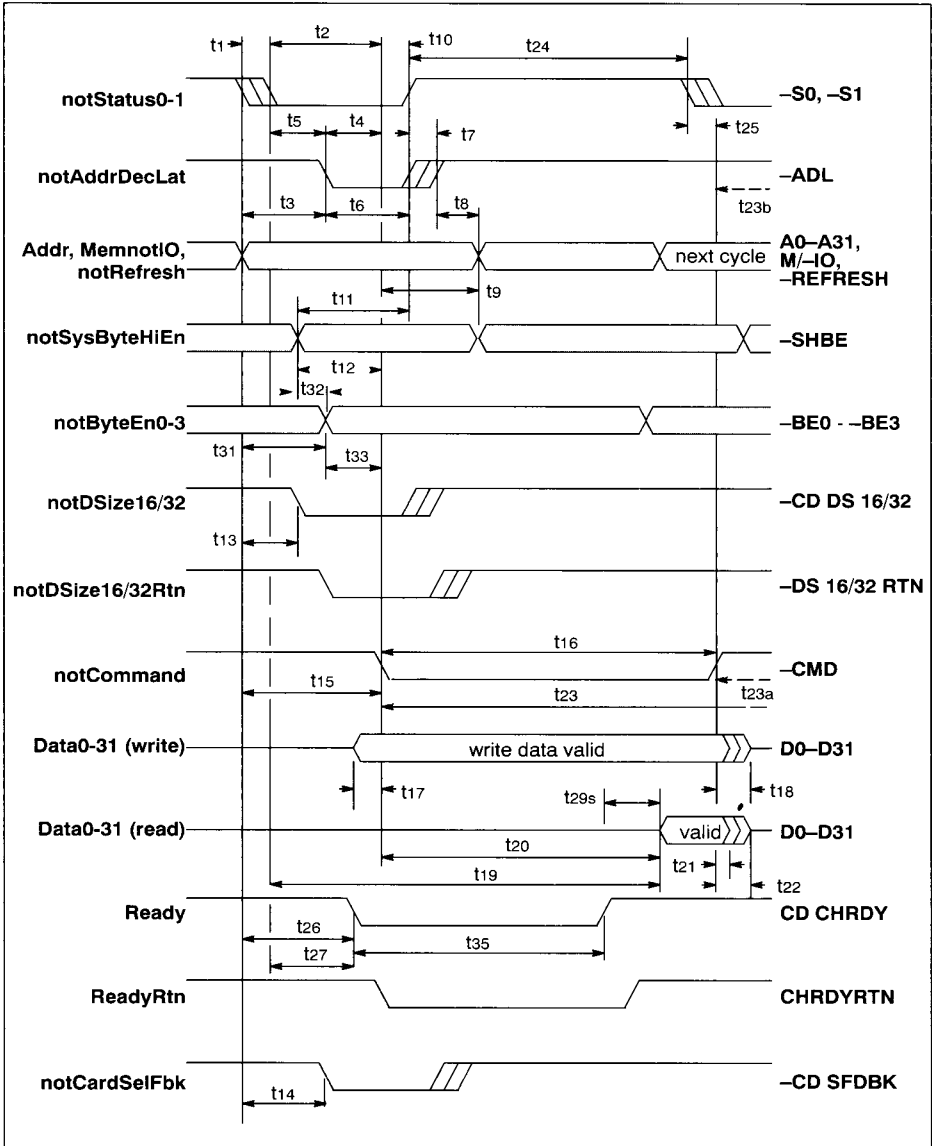 t1 t2 t10 t24
notStatus0-1 –S0, –S1
t5 t4 t7 t25
notAddrDecLat –ADL
t3 t6 t8 t23b
Addr, MemnotIO,
notRefresh
next cycle
A0–A31,
M/–IO,
–REFRESH
t11 t9
notSysByteHiEn –SHBE
t12
t32
notByteEn0-3 –BE0 - –BE3
t31 t33
notDSize16/32 –CD DS 16/32
t13
notDSize16/32Rtn –DS 16/32 RTN
t16
notCommand –CMD
t15 t23 t23a
Data0-31 (write) write data valid D0–D31
t17 t29s t18
Data0-31 (read) valid D0–D31
t20 t21
t19 t22
Ready CD CHRDY
t26 t35
t27
ReadyRtn CHRDYRTN
notCardSelFbk –CD SFDBK
t14